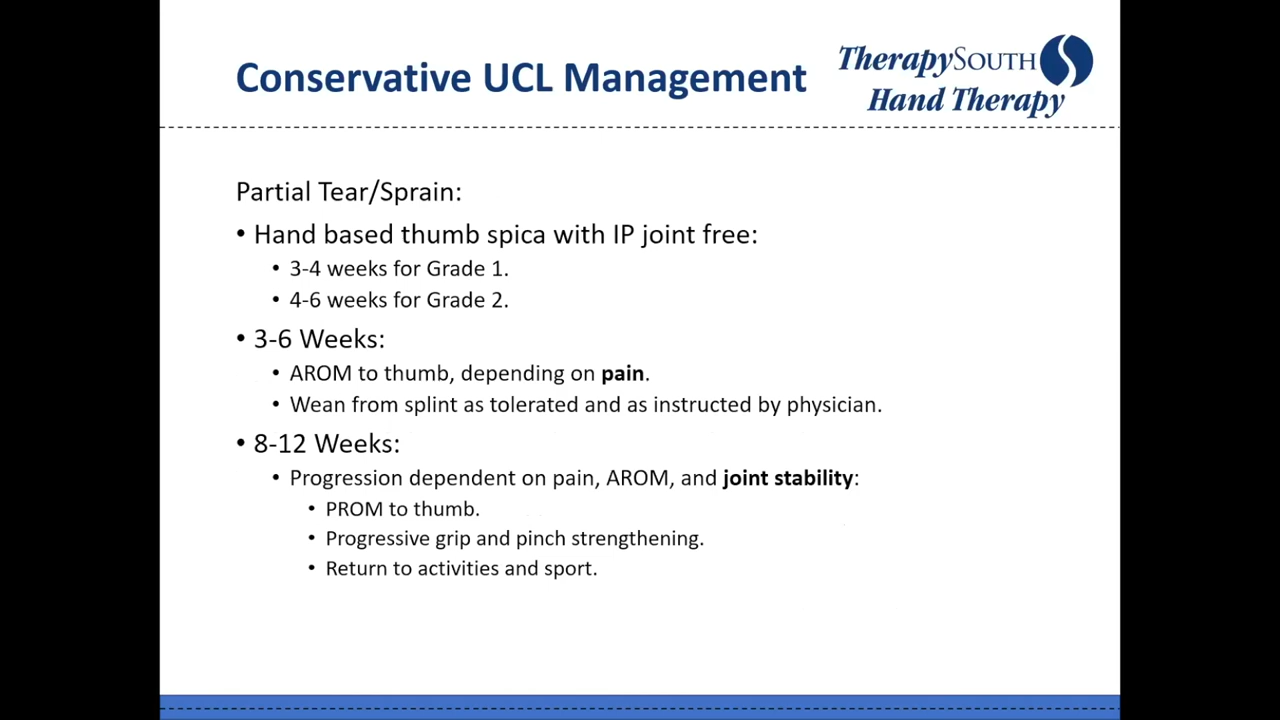 Conservative UCL Management
TherapySouth
Hand Therapy
Partial Tear/Sprain:
• Hand based thumb spica with IP joint free:
• 3-4 weeks for Grade 1.
• 4-6 weeks for Grade 2.
• 3-6 Weeks:
• AROM to thumb, depending on pain.
• Wean from splint as tolerated and as instructed by physician.
• 8-12 Weeks:
• Progression dependent on pain, AROM, and joint stability:
• PROM to thumb.
• Progressive grip and pinch strengthening.
• Return to activities and sport.